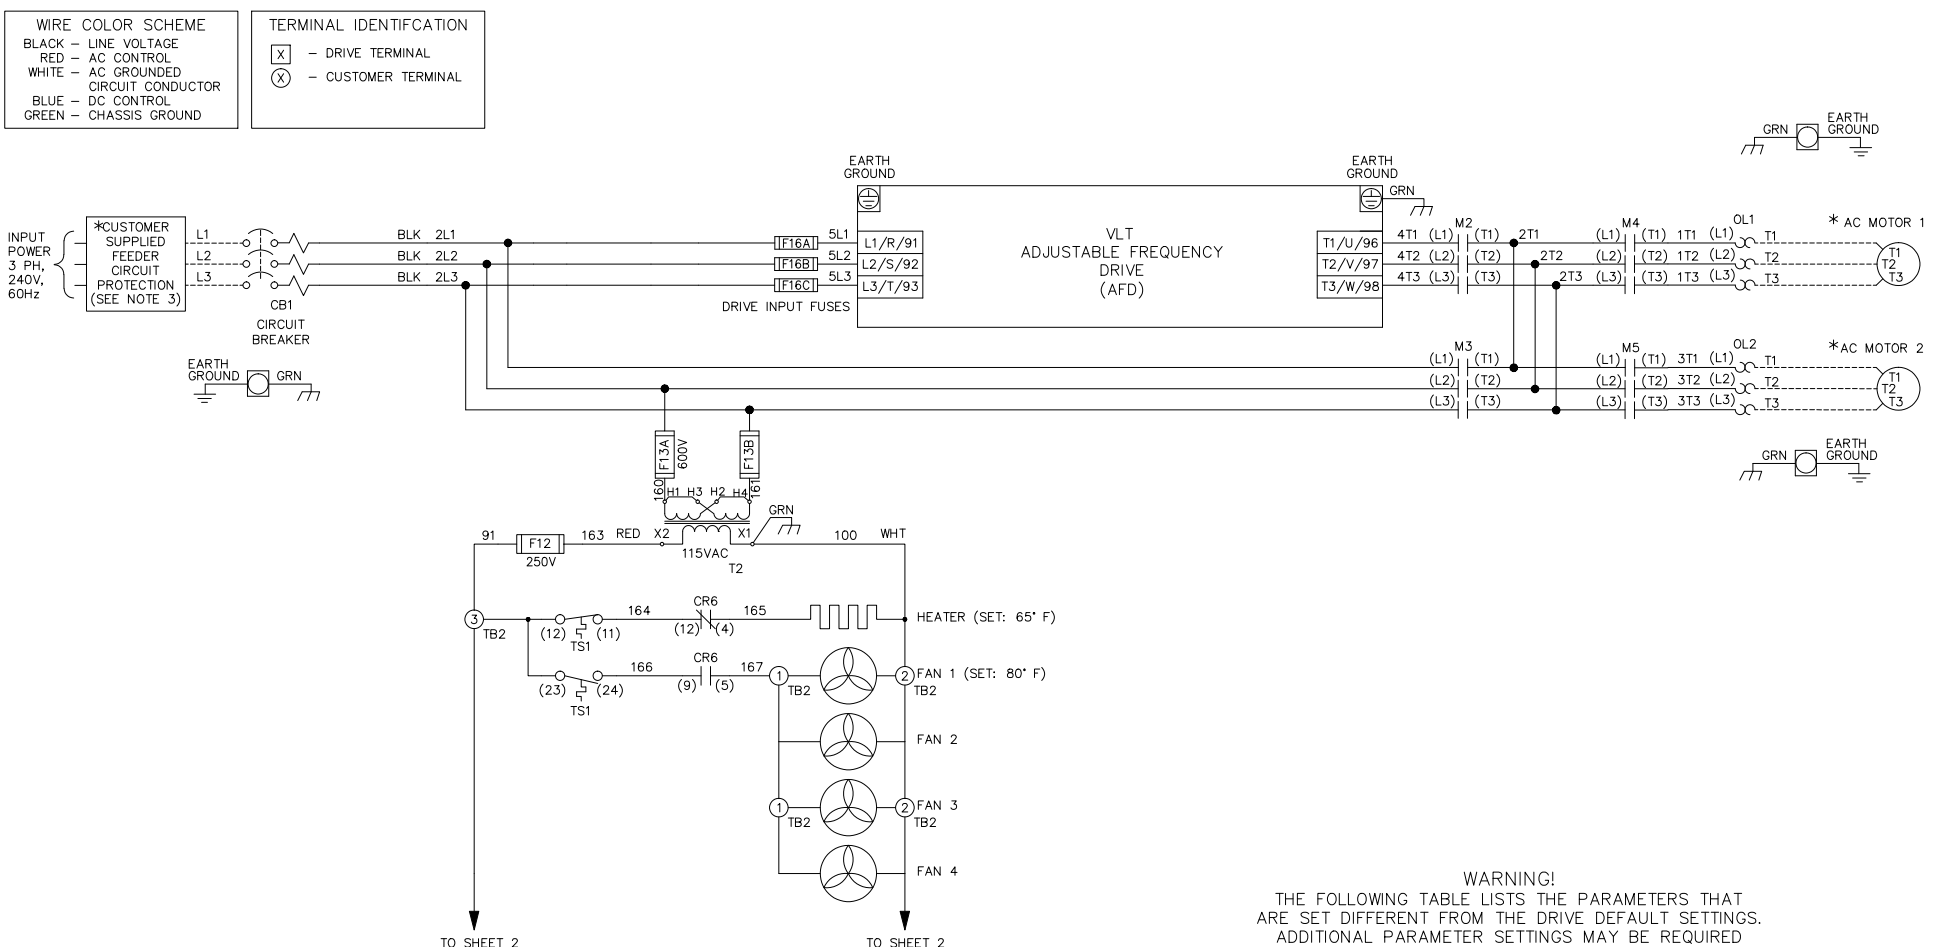 WIRE COLOR SCHEME
BLACK – LINE VOLTAGE
RED – AC CONTROL
WHITE – AC GROUNDED
CIRCUIT CONDUCTOR
BLUE – DC CONTROL
GREEN – CHASSIS GROUND
TERMINAL IDENTIFCATION
X – DRIVE TERMINAL
X – CUSTOMER TERMINAL
INPUT
POWER
3 PH,
240V,
60Hz
*CUSTOMER
SUPPLIED
FEEDER
CIRCUIT
PROTECTION
(SEE NOTE 3)
L1
L2
L3
CB1
CIRCUIT
BREAKER
BLK 2L1
BLK 2L2
BLK 2L3
EARTH
GROUND
GRN
F16A
F16B
F16C
5L1
5L2
5L3
DRIVE INPUT FUSES
EARTH
GROUND
L1/R/91
L2/S/92
L3/T/93
VLT
ADJUSTABLE FREQUENCY
DRIVE
(AFD)
EARTH
GROUND
GRN
T1/U/96
T2/V/97
T3/W/98
M2
4T1 (L1) (T1)
4T2 (L2) (T2)
4T3 (L3) (T3)
2T1
2T2
2T3
M4
(L1) (T1) 1T1 (L1)
(L2) (T2) 1T2 (L2)
(L3) (T3) 1T3 (L3)
OL1
T1
T2
T3
* AC MOTOR 1
T1
T2
T3
GRN
EARTH
GROUND
M3
(L1) (T1)
(L2) (T2)
(L3) (T3)
M5
(L1) (T1) 3T1 (L1)
(L2) (T2) 3T2 (L2)
(L3) (T3) 3T3 (L3)
OL2
T1
T2
T3
*AC MOTOR 2
T1
T2
T3
GRN
EARTH
GROUND
F13A
600V
F13B
160
H1 H3 H2 H4
161
GRN
91
F12
250V
163 RED X2
X1
115VAC
T2
100 WHT
3
TB2
(12) (11)
TS1
164
CR6
(12) (4)
165
HEATER (SET: 65° F)
(23) (24)
TS1
166
CR6
(9) (5)
167
1
TB2
2
TB2
FAN 1 (SET: 80° F)
FAN 2
1
TB2
2
TB2
FAN 3
FAN 4
TO SHEET 2
TO SHEET 2
WARNING!
THE FOLLOWING TABLE LISTS THE PARAMETERS THAT
ARE SET DIFFERENT FROM THE DRIVE DEFAULT SETTINGS.
ADDITIONAL PARAMETER SETTINGS MAY BE REQUIRED